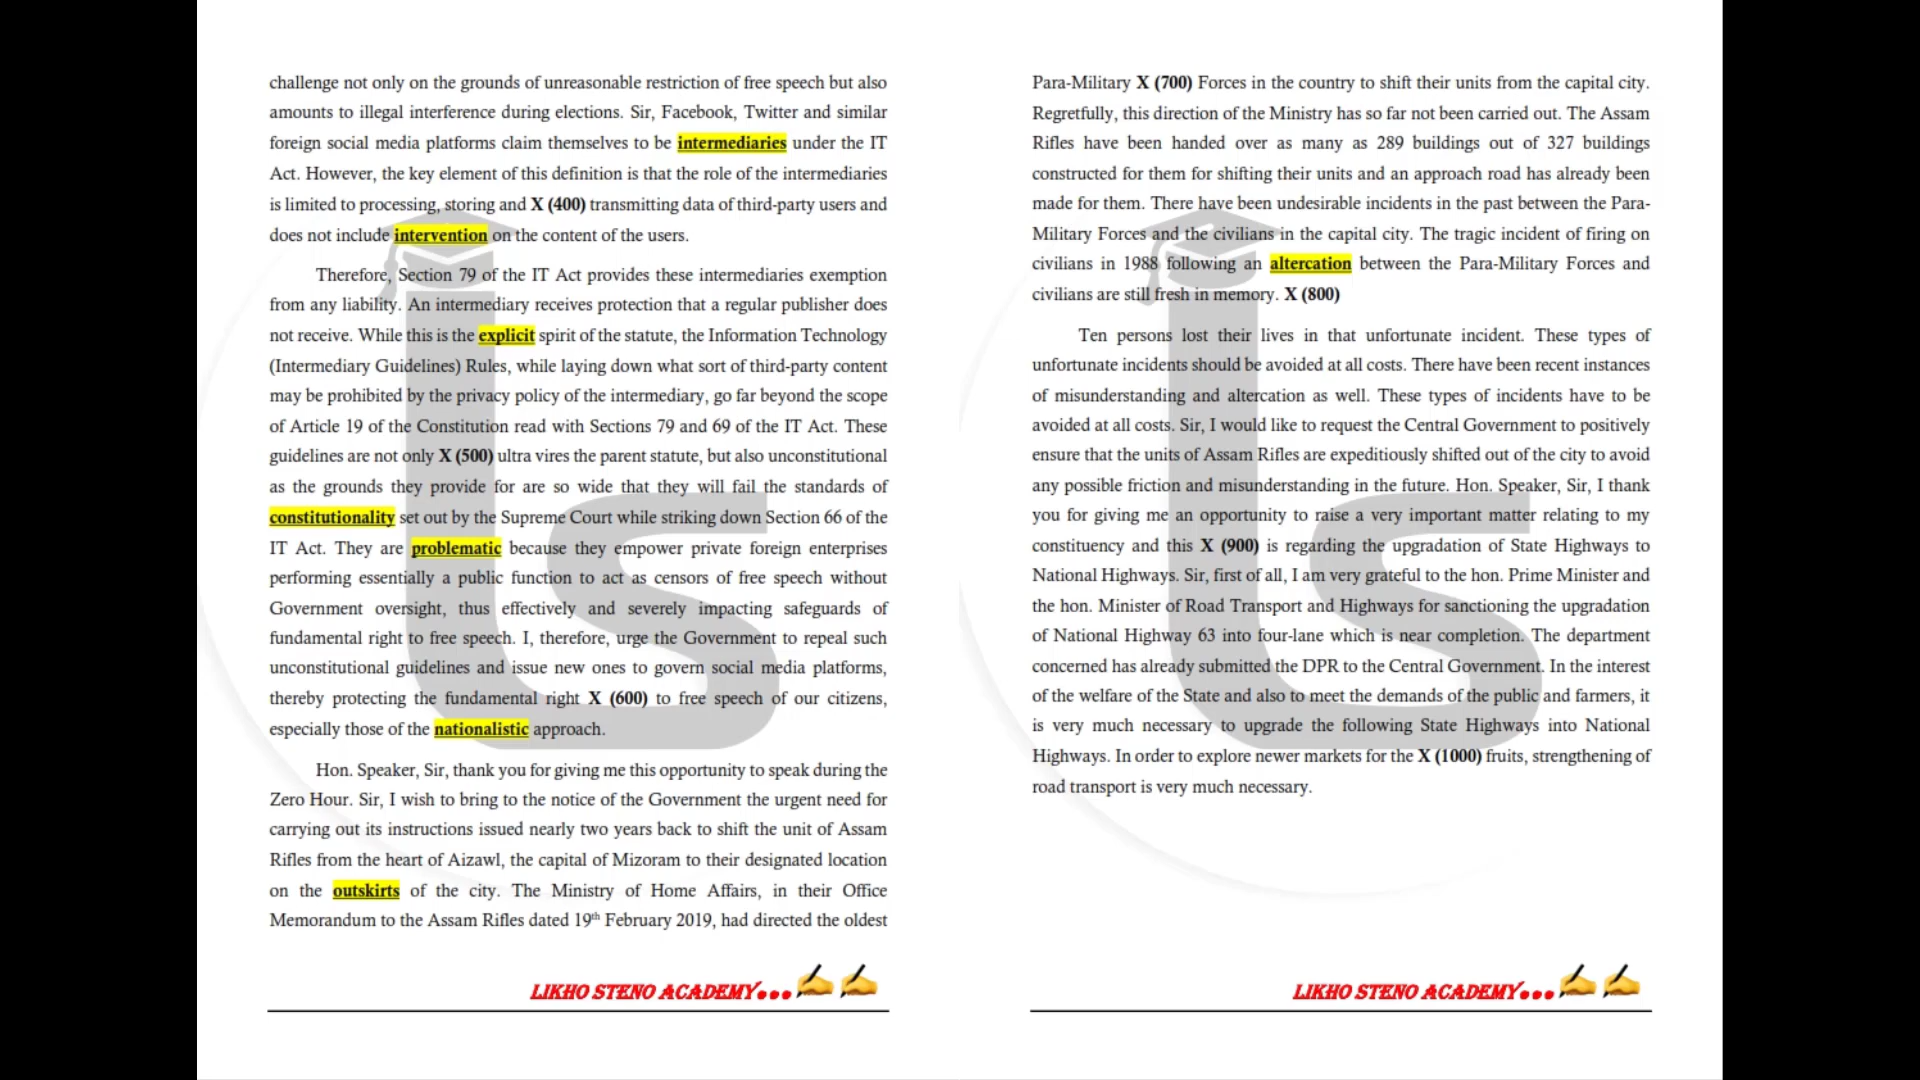 challenge not only on the grounds of unreasonable restriction of free speech but also
amounts to illegal interference during elections. Sir, Facebook, Twitter and similar
foreign social media platforms claim themselves to be intermediaries under the IT
Act. However, the key element of this definition is that the role of the intermediaries
is limited to processing, storing and X (400) transmitting data of third-party users and
does not include intervention on the content of the users.
Therefore, Section 79 of the IT Act provides these intermediaries exemption
from any liability. An intermediary receives protection that a regular publisher does
not receive. While this is the explicit spirit of the statute, the Information Technology
(Intermediary Guidelines) Rules, while laying down what sort of third-party content
may be prohibited by the privacy policy of the intermediary, go far beyond the scope
of Article 19 of the Constitution read with Sections 79 and 69 of the IT Act. These
guidelines are not only X (500) ultra vires the parent statute, but also unconstitutional
as the grounds they provide for are so wide that they will fail the standards of
constitutionality set out by the Supreme Court while striking down Section 66 of the
IT Act. They are problematic because they empower private foreign enterprises
performing essentially a public function to act as censors of free speech without
Government oversight, thus effectively and severely impacting safeguards of
fundamental right to free speech. I, therefore, urge the Government to repeal such
unconstitutional guidelines and issue new ones to govern social media platforms,
thereby protecting the fundamental right X (600) to free speech of our citizens,
especially those of the nationalistic approach.
Hon. Speaker, Sir, thank you for giving me this opportunity to speak during the
Zero Hour. Sir, I wish to bring to the notice of the Government the urgent need for
carrying out its instructions issued nearly two years back to shift the unit of Assam
Rifles from the heart of Aizawl, the capital of Mizoram to their designated location
on the outskirts of the city. The Ministry of Home Affairs, in their Office
Memorandum to the Assam Rifles dated 19th February 2019, had directed the oldest
LIKHO STENO ACADEMY...✍✍
Para-Military X (700) Forces in the country to shift their units from the capital city.
Regretfully, this direction of the Ministry has so far not been carried out. The Assam
Rifles have been handed over as many as 289 buildings out of 327 buildings
constructed for them for shifting their units and an approach road has already been
made for them. There have been undesirable incidents in the past between the Para-
Military Forces and the civilians in the capital city. The tragic incident of firing on
civilians in 1988 following an altercation between the Para-Military Forces and
civilians are still fresh in memory. X (800)
Ten persons lost their lives in that unfortunate incident. These types of
unfortunate incidents should be avoided at all costs. There have been recent instances
of misunderstanding and altercation as well. These types of incidents have to be
avoided at all costs. Sir, I would like to request the Central Government to positively
ensure that the units of Assam Rifles are expeditiously shifted out of the city to avoid
any possible friction and misunderstanding in the future. Hon. Speaker, Sir, I thank
you for giving me an opportunity to raise a very important matter relating to my
constituency and this X (900) is regarding the upgradation of State Highways to
National Highways. Sir, first of all, I am very grateful to the hon. Prime Minister and
the hon. Minister of Road Transport and Highways for sanctioning the upgradation
of National Highway 63 into four-lane which is near completion. The department
concerned has already submitted the DPR to the Central Government. In the interest
of the welfare of the State and also to meet the demands of the public and farmers, it
is very much necessary to upgrade the following State Highways into National
Highways. In order to explore newer markets for the X (1000) fruits, strengthening of
road transport is very much necessary.
LIKHO STENO ACADEMY...✍✍